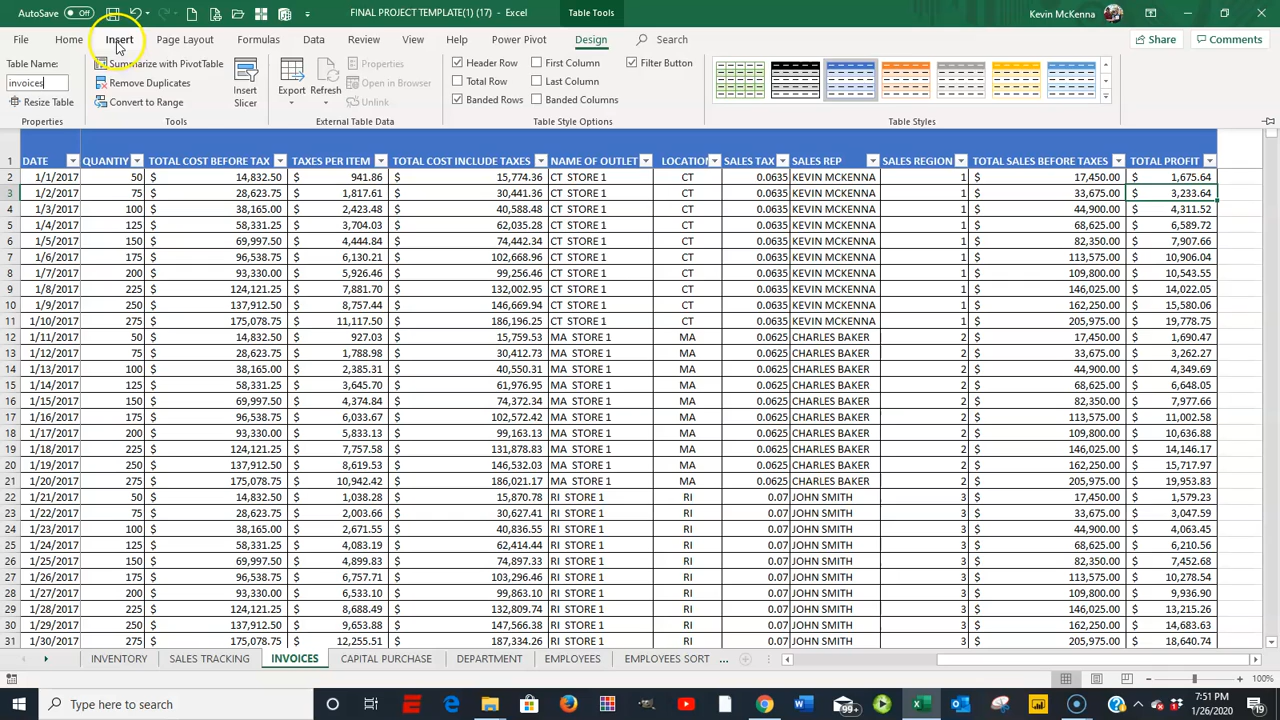 AutoSave Off FINAL PROJECT TEMPLATE(1) (17) - Excel Table Tools Kevin McKenna
File Home Insert Page Layout Formulas Data Review View Help Power Pivot Design Search Share Comments
Table Name: Summarize with PivotTable Properties Header Row First Column Filter Button
invoices Remove Duplicates Insert Slicer Export Refresh Open in Browser Total Row Last Column
Resize Table Convert to Range Unlink Banded Rows Banded Columns
Properties Tools External Table Data Table Style Options Table Styles
1 DATE QUANTIY TOTAL COST BEFORE TAX TAXES PER ITEM TOTAL COST INCLUDE TAXES NAME OF OUTLET LOCATION SALES TAX SALES REP SALES REGION TOTAL SALES BEFORE TAXES TOTAL PROFIT
2 1/1/2017 50 $ 14,832.50 $ 941.86 $ 15,774.36 CT STORE 1 CT 0.0635 KEVIN MCKENNA 1 $ 17,450.00 $ 1,675.64
3 1/2/2017 75 $ 28,623.75 $ 1,817.61 $ 30,441.36 CT STORE 1 CT 0.0635 KEVIN MCKENNA 1 $ 33,675.00 $ 3,233.64
4 1/3/2017 100 $ 38,165.00 $ 2,423.48 $ 40,588.48 CT STORE 1 CT 0.0635 KEVIN MCKENNA 1 $ 44,900.00 $ 4,311.52
5 1/4/2017 125 $ 58,331.25 $ 3,704.03 $ 62,035.28 CT STORE 1 CT 0.0635 KEVIN MCKENNA 1 $ 68,625.00 $ 6,589.72
6 1/5/2017 150 $ 69,997.50 $ 4,444.84 $ 74,442.34 CT STORE 1 CT 0.0635 KEVIN MCKENNA 1 $ 82,350.00 $ 7,907.66
7 1/6/2017 175 $ 96,538.75 $ 6,130.21 $ 102,668.96 CT STORE 1 CT 0.0635 KEVIN MCKENNA 1 $ 113,575.00 $ 10,906.04
8 1/7/2017 200 $ 93,330.00 $ 5,926.46 $ 99,256.46 CT STORE 1 CT 0.0635 KEVIN MCKENNA 1 $ 109,800.00 $ 10,543.55
9 1/8/2017 225 $ 124,121.25 $ 7,881.70 $ 132,002.95 CT STORE 1 CT 0.0635 KEVIN MCKENNA 1 $ 146,025.00 $ 14,022.05
10 1/9/2017 250 $ 137,912.50 $ 8,757.44 $ 146,669.94 CT STORE 1 CT 0.0635 KEVIN MCKENNA 1 $ 162,250.00 $ 15,580.06
11 1/10/2017 275 $ 175,078.75 $ 11,117.50 $ 186,196.25 CT STORE 1 CT 0.0635 KEVIN MCKENNA 1 $ 205,975.00 $ 19,778.75
12 1/11/2017 50 $ 14,832.50 $ 927.03 $ 15,759.53 MA STORE 1 MA 0.0625 CHARLES BAKER 2 $ 17,450.00 $ 1,690.47
13 1/12/2017 75 $ 28,623.75 $ 1,788.98 $ 30,412.73 MA STORE 1 MA 0.0625 CHARLES BAKER 2 $ 33,675.00 $ 3,262.27
14 1/13/2017 100 $ 38,165.00 $ 2,385.31 $ 40,550.31 MA STORE 1 MA 0.0625 CHARLES BAKER 2 $ 44,900.00 $ 4,349.69
15 1/14/2017 125 $ 58,331.25 $ 3,645.70 $ 61,976.95 MA STORE 1 MA 0.0625 CHARLES BAKER 2 $ 68,625.00 $ 6,648.05
16 1/15/2017 150 $ 69,997.50 $ 4,374.84 $ 74,372.34 MA STORE 1 MA 0.0625 CHARLES BAKER 2 $ 82,350.00 $ 7,977.66
17 1/16/2017 175 $ 96,538.75 $ 6,033.67 $ 102,572.42 MA STORE 1 MA 0.0625 CHARLES BAKER 2 $ 113,575.00 $ 11,002.58
18 1/17/2017 200 $ 93,330.00 $ 5,833.13 $ 99,163.13 MA STORE 1 MA 0.0625 CHARLES BAKER 2 $ 109,800.00 $ 10,636.88
19 1/18/2017 225 $ 124,121.25 $ 7,757.58 $ 131,878.83 MA STORE 1 MA 0.0625 CHARLES BAKER 2 $ 146,025.00 $ 14,146.17
20 1/19/2017 250 $ 137,912.50 $ 8,619.53 $ 146,532.03 MA STORE 1 MA 0.0625 CHARLES BAKER 2 $ 162,250.00 $ 15,717.97
21 1/20/2017 275 $ 175,078.75 $ 10,942.42 $ 186,021.17 MA STORE 1 MA 0.0625 CHARLES BAKER 2 $ 205,975.00 $ 19,953.83
22 1/21/2017 50 $ 14,832.50 $ 1,038.28 $ 15,870.78 RI STORE 1 RI 0.07 JOHN SMITH 3 $ 17,450.00 $ 1,579.23
23 1/22/2017 75 $ 28,623.75 $ 2,003.66 $ 30,627.41 RI STORE 1 RI 0.07 JOHN SMITH 3 $ 33,675.00 $ 3,047.59
24 1/23/2017 100 $ 38,165.00 $ 2,671.55 $ 40,836.55 RI STORE 1 RI 0.07 JOHN SMITH 3 $ 44,900.00 $ 4,063.45
25 1/24/2017 125 $ 58,331.25 $ 4,083.19 $ 62,414.44 RI STORE 1 RI 0.07 JOHN SMITH 3 $ 68,625.00 $ 6,210.56
26 1/25/2017 150 $ 69,997.50 $ 4,899.83 $ 74,897.33 RI STORE 1 RI 0.07 JOHN SMITH 3 $ 82,350.00 $ 7,452.68
27 1/26/2017 175 $ 96,538.75 $ 6,757.71 $ 103,296.46 RI STORE 1 RI 0.07 JOHN SMITH 3 $ 113,575.00 $ 10,278.54
28 1/27/2017 200 $ 93,330.00 $ 6,533.10 $ 99,863.10 RI STORE 1 RI 0.07 JOHN SMITH 3 $ 109,800.00 $ 9,936.90
29 1/28/2017 225 $ 124,121.25 $ 8,688.49 $ 132,809.74 RI STORE 1 RI 0.07 JOHN SMITH 3 $ 146,025.00 $ 13,215.26
30 1/29/2017 250 $ 137,912.50 $ 9,653.88 $ 147,566.38 RI STORE 1 RI 0.07 JOHN SMITH 3 $ 162,250.00 $ 14,683.63
31 1/30/2017 275 $ 175,078.75 $ 12,255.51 $ 187,334.26 RI STORE 1 RI 0.07 JOHN SMITH 3 $ 205,975.00 $ 18,640.74
INVENTORY SALES TRACKING INVOICES CAPITAL PURCHASE DEPARTMENT EMPLOYEES EMPLOYEES SORT ...
100%
Type here to search 99+ 7:51 PM
1/26/2020 19